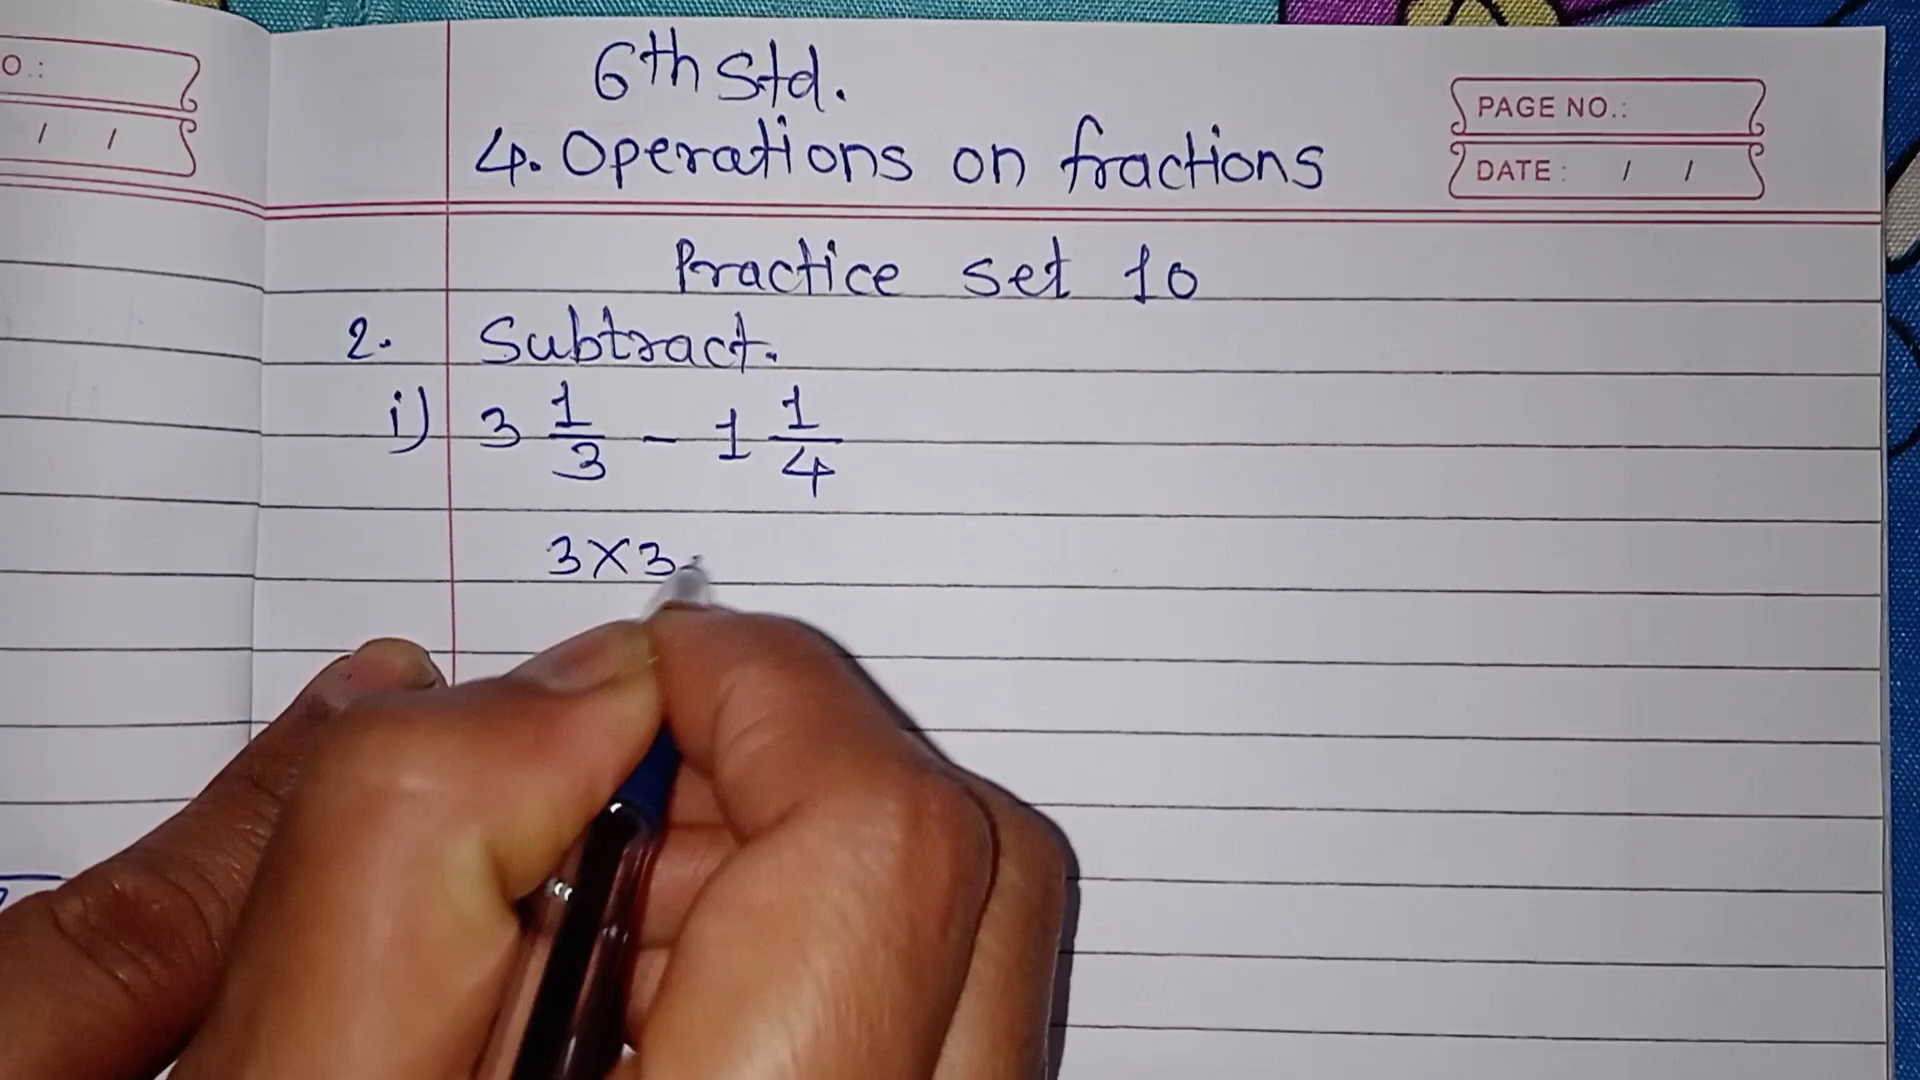 O.:
/ /
6th Std.
4. Operations on fractions
PAGE NO.:
DATE: / /
Practice set 10
2. Subtract.
i) 3 1/3 - 1 1/4
3×3